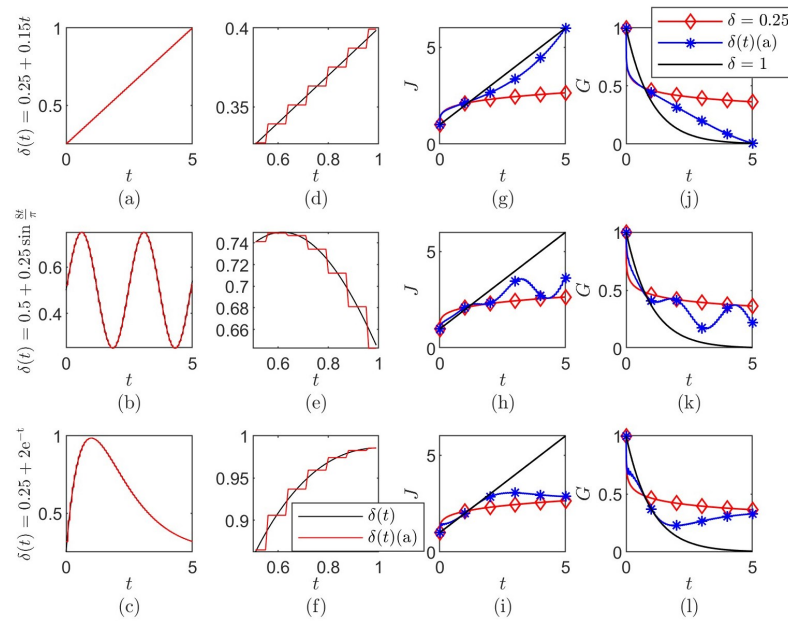 δ(t) = 0.25 + 0.15t
1
0.5
0
5
t
(a)
0.4
0.35
0.6
0.8
1
t
(d)
J
5
0
0
5
t
(g)
G
1
0.5
0
0
5
t
(j)
δ = 0.25
δ(t)(a)
δ = 1
δ(t) = 0.5 + 0.25 sin 8t/π
0.6
0.4
0
5
t
(b)
0.74
0.72
0.7
0.68
0.66
0.6
0.8
1
t
(e)
J
5
0
0
5
t
(h)
G
1
0.5
0
0
5
t
(k)
δ(t) = 0.25 + 2e⁻ᵗ
1
0.5
0
5
t
(c)
1
0.95
0.9
0.6
0.8
1
t
(f)
δ(t)
δ(t)(a)
J
5
0
0
5
t
(i)
G
1
0.5
0
0
5
t
(l)